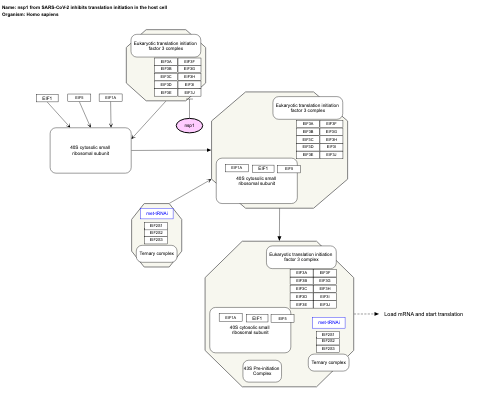 Name: nsp1 from SARS-CoV-2 inhibits translation initiation in the host cell
Organism: Homo sapiens
Eukaryotic translation initiation
factor 3 complex
EIF3A EIF3F
EIF3B EIF3G
EIF3C EIF3H
EIF3D EIF3I
EIF3E EIF3J
EIF1 EIF5 EIF1A
nsp1
40S cytosolic small
ribosomal subunit
Eukaryotic translation initiation
factor 3 complex
EIF3A EIF3F
EIF3B EIF3G
EIF3C EIF3H
EIF3D EIF3I
EIF3E EIF3J
EIF1A EIF1 EIF5
40S cytosolic small
ribosomal subunit
met-tRNAi
EIF2S1
EIF2S2
EIF2S3
Ternary complex
Eukaryotic translation initiation
factor 3 complex
EIF3A EIF3F
EIF3B EIF3G
EIF3C EIF3H
EIF3D EIF3I
EIF3E EIF3J
EIF1A EIF1 EIF5
40S cytosolic small
ribosomal subunit
met-tRNAi
EIF2S1
EIF2S2
EIF2S3
Ternary complex
43S Pre-initiation
Complex
Load mRNA and start translation